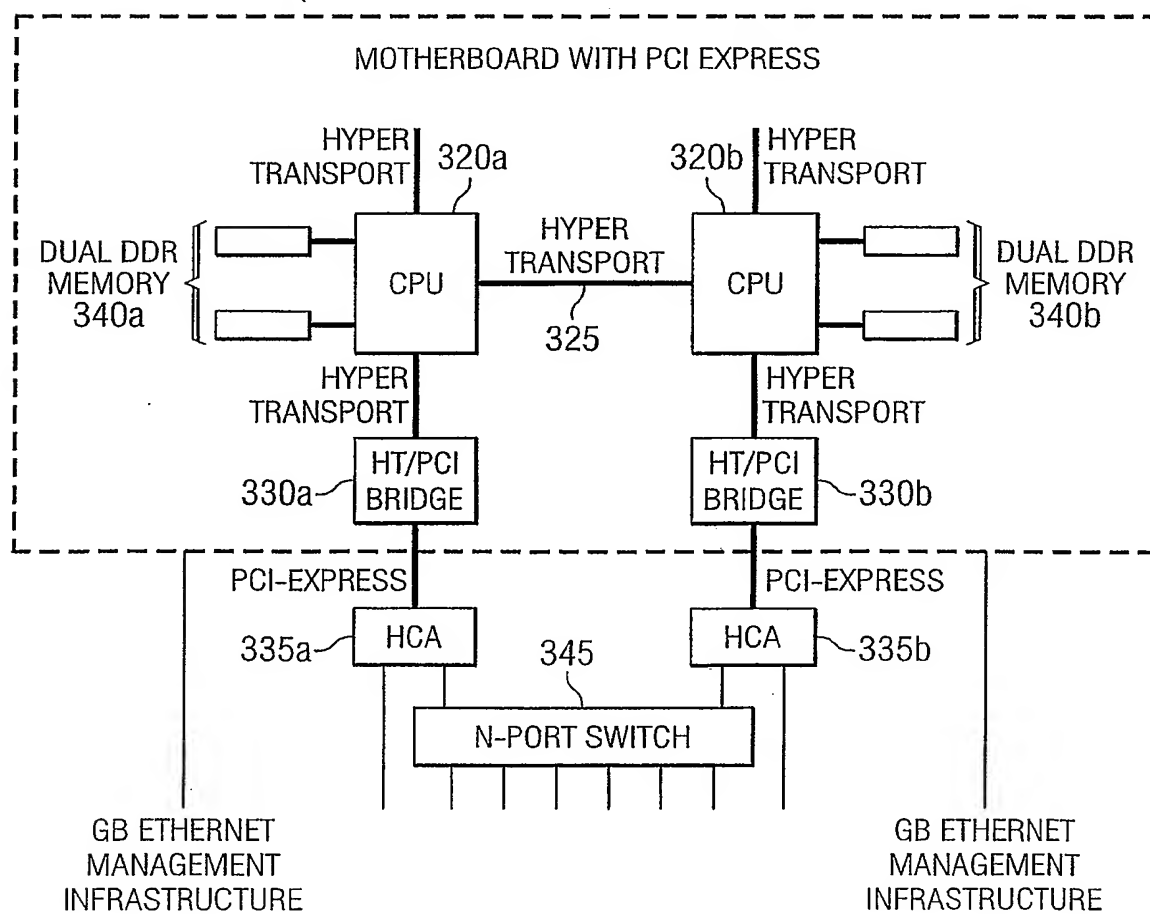 MOTHERBOARD WITH PCI EXPRESS
HYPER
TRANSPORT
320a
320b
HYPER
TRANSPORT
DUAL DDR
MEMORY
340a
CPU
HYPER
TRANSPORT
325
CPU
DUAL DDR
MEMORY
340b
HYPER
TRANSPORT
HYPER
TRANSPORT
330a
HT/PCI
BRIDGE
HT/PCI
BRIDGE
330b
PCI-EXPRESS
PCI-EXPRESS
335a
HCA
345
HCA
335b
N-PORT SWITCH
GB ETHERNET
MANAGEMENT
INFRASTRUCTURE
GB ETHERNET
MANAGEMENT
INFRASTRUCTURE